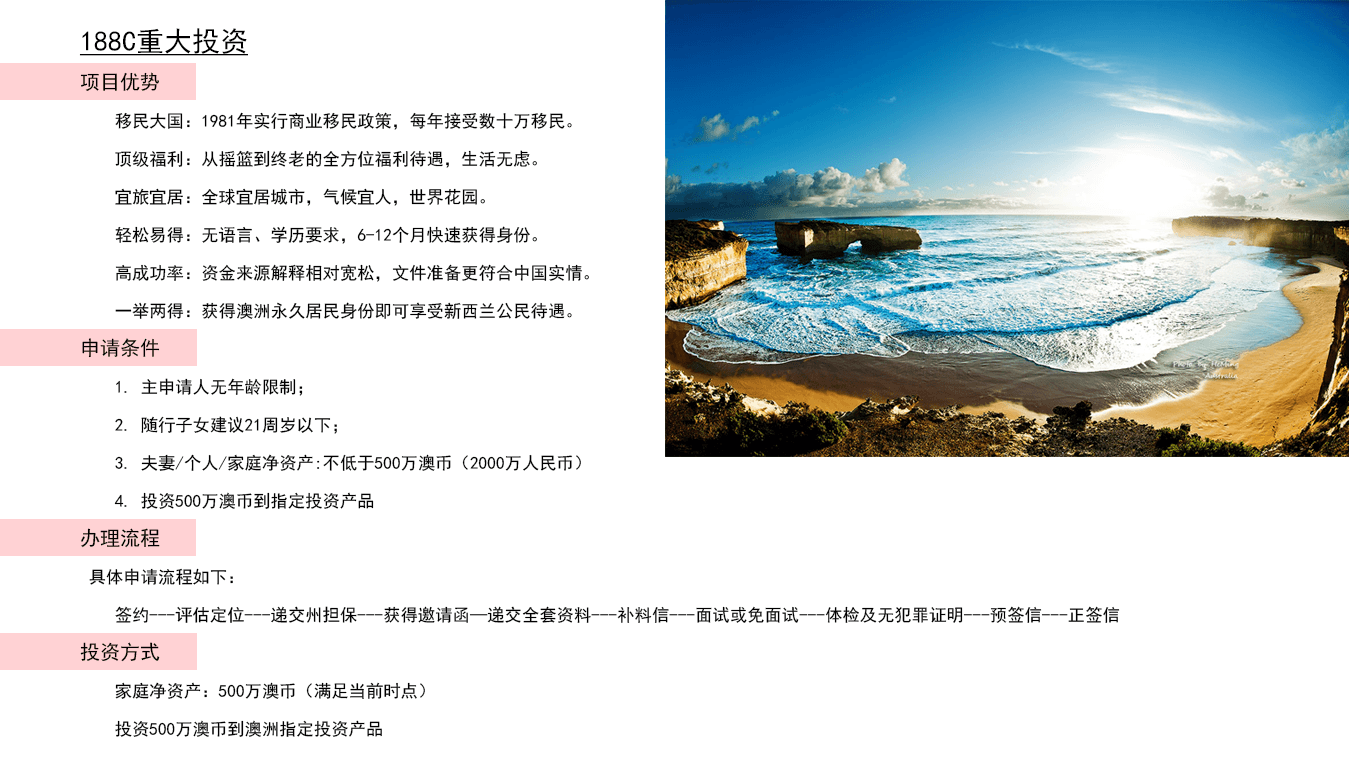 188C重大投资
项目优势
移民大国：1981年实行商业移民政策，每年接受数十万移民。
顶级福利：从摇篮到终老的全方位福利待遇，生活无虑。
宜旅宜居：全球宜居城市，气候宜人，世界花园。
轻松易得：无语言、学历要求，6-12个月快速获得身份。
高成功率：资金来源解释相对宽松，文件准备更符合中国实情。
一举两得：获得澳洲永久居民身份即可享受新西兰公民待遇。
申请条件
1. 主申请人无年龄限制；
2. 随行子女建议21周岁以下；
3. 夫妻/个人/家庭净资产:不低于500万澳币（2000万人民币）
4. 投资500万澳币到指定投资产品
办理流程
具体申请流程如下：
签约---评估定位---递交州担保---获得邀请函—递交全套资料---补料信---面试或免面试---体检及无犯罪证明---预签信---正签信
投资方式
家庭净资产：500万澳币（满足当前时点）
投资500万澳币到澳洲指定投资产品